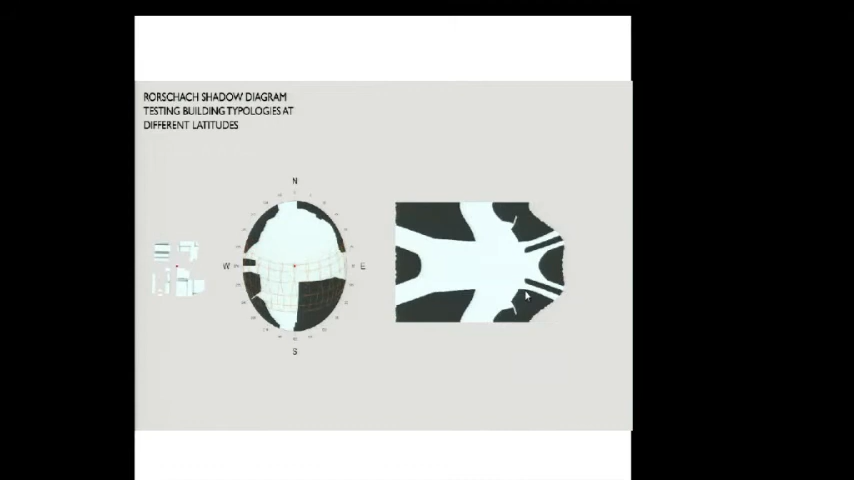 RORSCHACH SHADOW DIAGRAM
TESTING BUILDING TYPOLOGIES AT
DIFFERENT LATITUDES
N
W
E
S